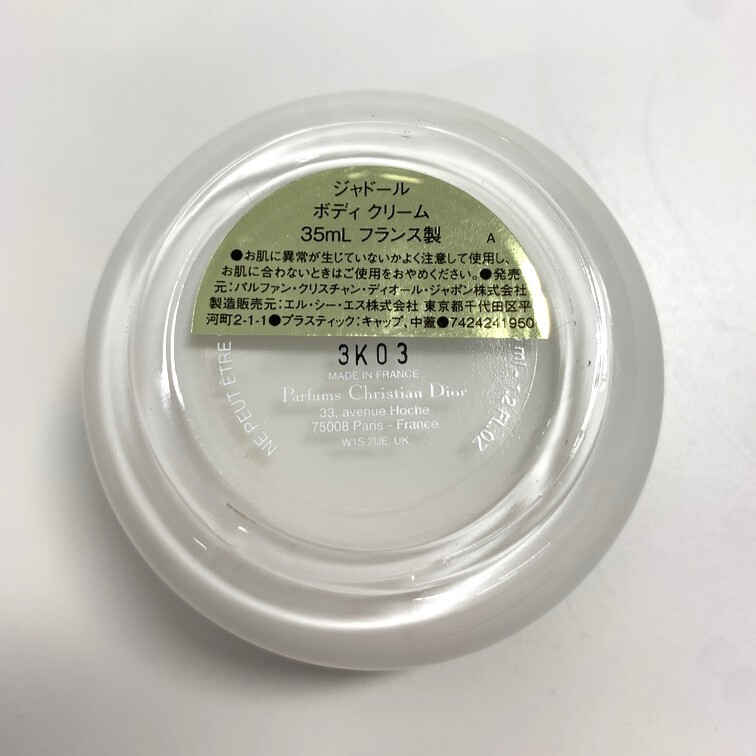 ジャドール
ボディ クリーム
35mL フランス製 A
●お肌に異常が生じていないかよく注意して使用し、
お肌に合わないときはご使用をおやめください。●発売
元:パルファン・クリスチャン・ディオール・ジャポン株式会社
製造販売元:エル・シー・エス株式会社 東京都千代田区平
河町2-1-1●プラスティック:キャップ、中蓋●7424241950
3K03
MADE IN FRANCE
Parfums Christian Dior
33, avenue Hoche
75008 Paris - France
W1S 2UE, UK
NE PEUT ÊTRE
ml - 1.2 FL.OZ